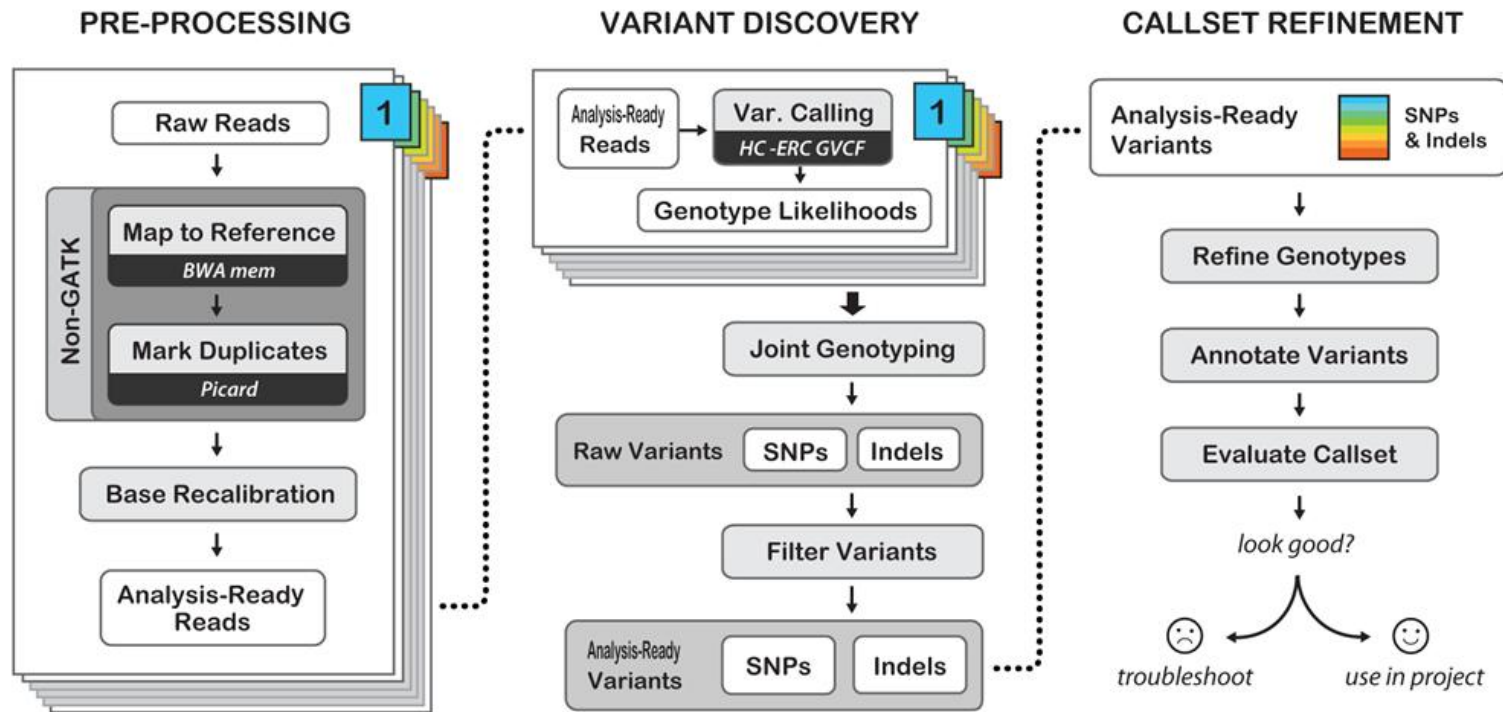 PRE-PROCESSING
1
Raw Reads
Non-GATK
Map to Reference
BWA mem
Mark Duplicates
Picard
Base Recalibration
Analysis-Ready
Reads
VARIANT DISCOVERY
1
Analysis-Ready
Reads
Var. Calling
HC -ERC GVCF
Genotype Likelihoods
Joint Genotyping
Raw Variants
SNPs
Indels
Filter Variants
Analysis-Ready
Variants
SNPs
Indels
CALLSET REFINEMENT
Analysis-Ready
Variants
SNPs
& Indels
Refine Genotypes
Annotate Variants
Evaluate Callset
look good?
troubleshoot
use in project